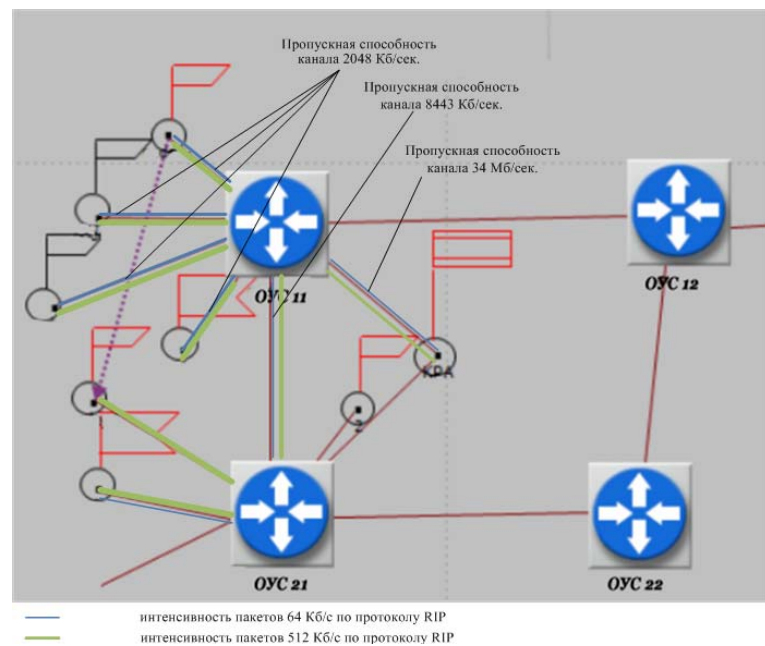 Пропускная способность
канала 2048 Кб/сек.
Пропускная способность
канала 8443 Кб/сек.
Пропускная способность
канала 34 Мб/сек.
ОУС 11
ОУС 12
КРА
ОУС 21
ОУС 22
интенсивность пакетов 64 Кб/с по протоколу RIP
интенсивность пакетов 512 Кб/с по протоколу RIP